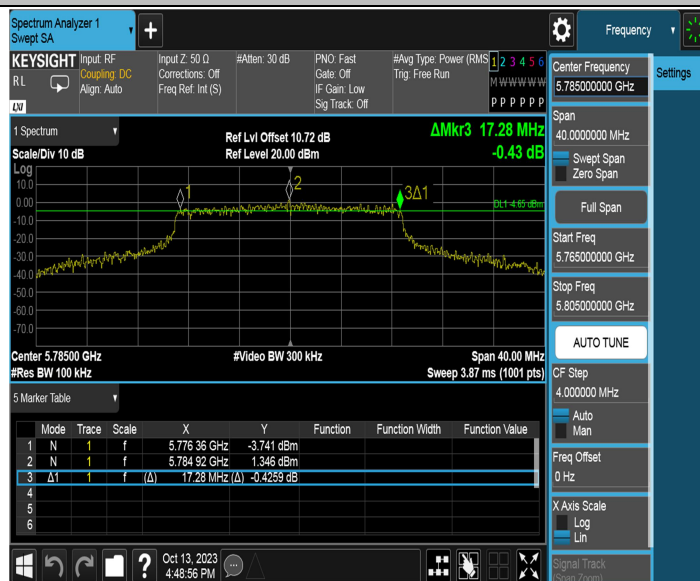 Spectrum Analyzer 1
Swept SA
+
Frequency
KEYSIGHT
RL
LXI
Input: RF
Coupling: DC
Align: Auto
Input Z: 50 Ω
Corrections: Off
Freq Ref: Int (S)
#Atten: 30 dB
PNO: Fast
Gate: Off
IF Gain: Low
Sig Track: Off
#Avg Type: Power (RMS
Trig: Free Run
1 2 3 4 5 6
M W W W W W
P P P P P P
1 Spectrum
Scale/Div 10 dB
Ref Lvl Offset 10.72 dB
Ref Level 20.00 dBm
ΔMkr3 17.28 MHz
-0.43 dB
Log
10.0
0.00
-10.0
-20.0
-30.0
-40.0
-50.0
-60.0
-70.0
1
2
3Δ1
DL1 -4.65 dBm
Center 5.78500 GHz
#Res BW 100 kHz
#Video BW 300 kHz
Span 40.00 MHz
Sweep 3.87 ms (1001 pts)
5 Marker Table
Mode Trace Scale X Y Function Function Width Function Value
1 N 1 f 5.776 36 GHz -3.741 dBm
2 N 1 f 5.784 92 GHz 1.346 dBm
3 Δ1 1 f (Δ) 17.28 MHz (Δ) -0.4259 dB
4
5
6
?
Oct 13, 2023
4:48:56 PM
Settings
Center Frequency
5.785000000 GHz
Span
40.0000000 MHz
Swept Span
Zero Span
Full Span
Start Freq
5.765000000 GHz
Stop Freq
5.805000000 GHz
AUTO TUNE
CF Step
4.000000 MHz
Auto
Man
Freq Offset
0 Hz
X Axis Scale
Log
Lin
Signal Track
(Span Zoom)